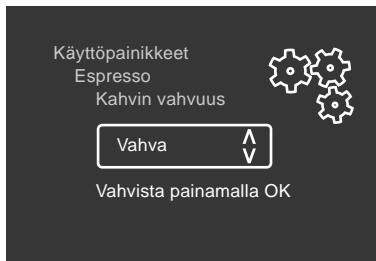 Käyttöpainikkeet
Espresso
Kahvin vahvuus
Vahva
Vahvista painamalla OK